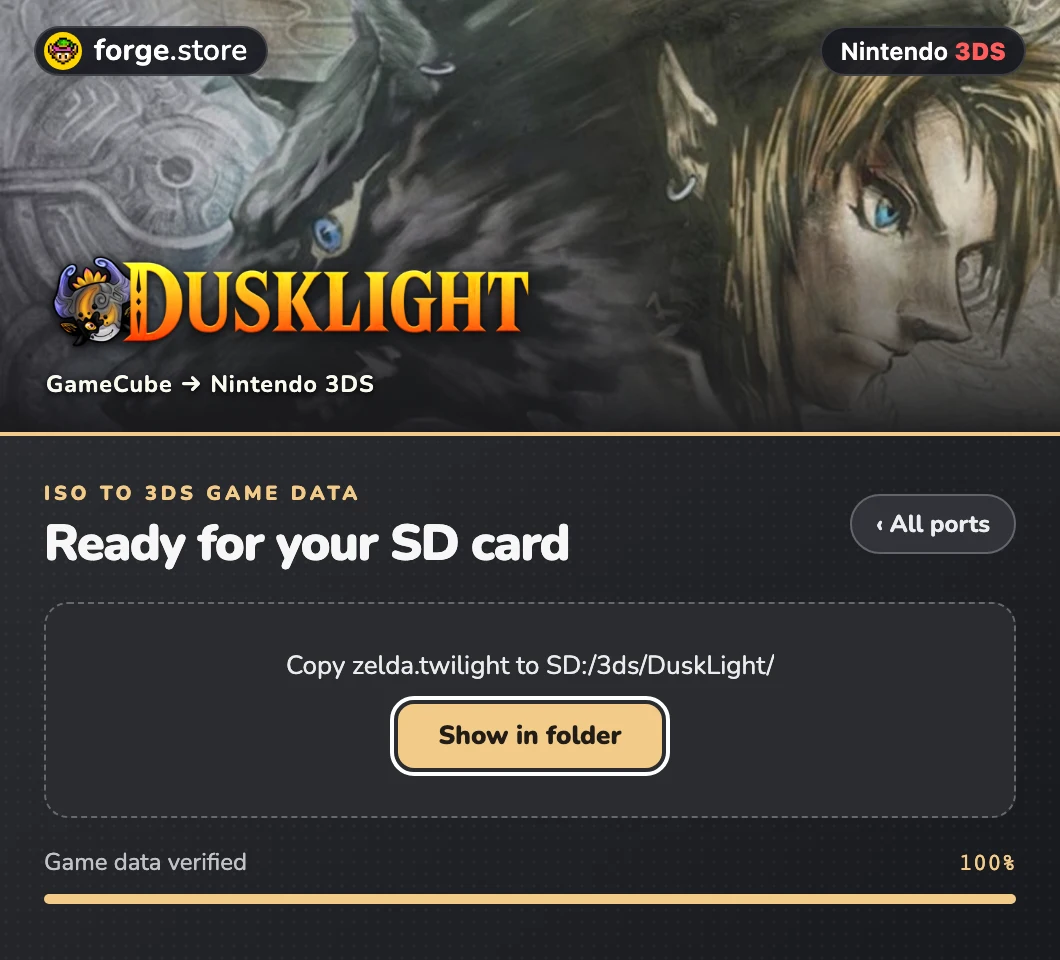 forge.store
Nintendo 3DS
DUSKLIGHT
GameCube → Nintendo 3DS
ISO TO 3DS GAME DATA
Ready for your SD card
‹ All ports
Copy zelda.twilight to SD:/3ds/DuskLight/
Show in folder
Game data verified
100%